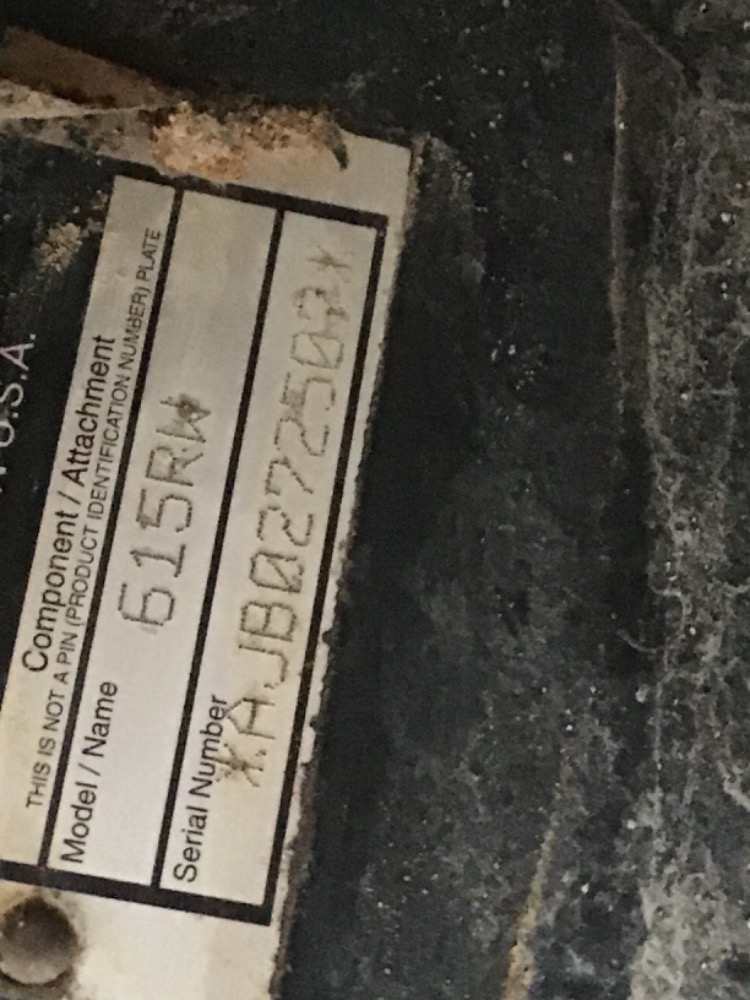 U.S.A.
Component / Attachment
THIS IS NOT A PIN (PRODUCT IDENTIFICATION NUMBER) PLATE
Model / Name 615RW
Serial Number